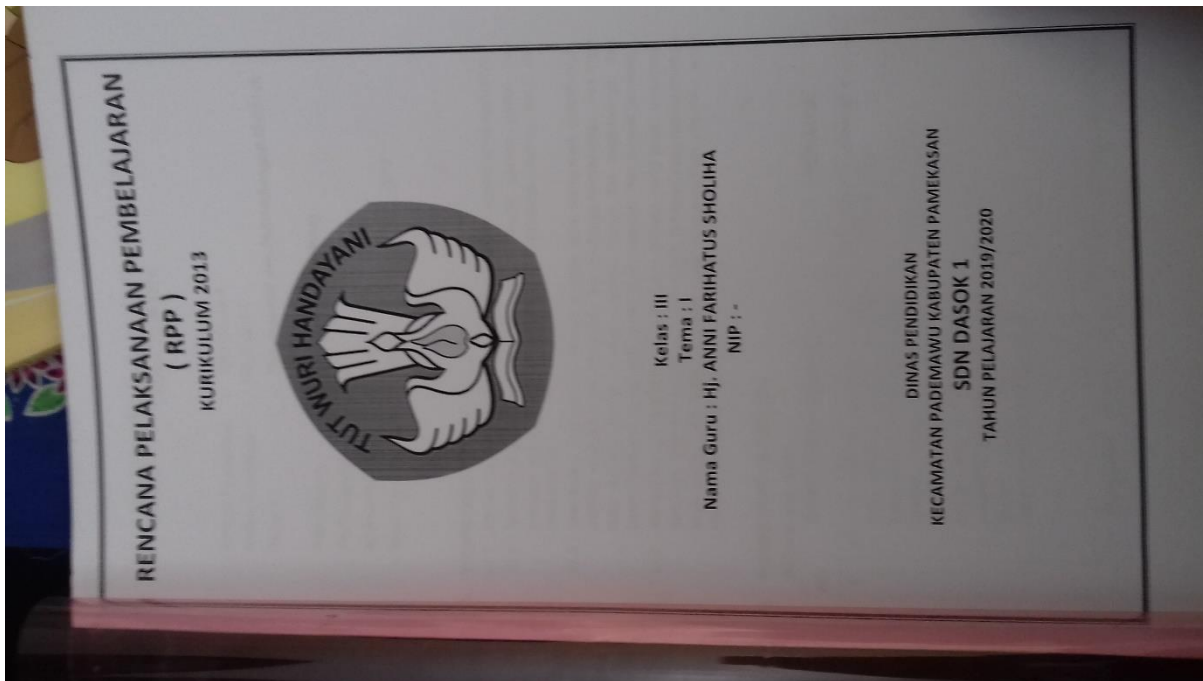 RENCANA PELAKSANAAN PEMBELAJARAN
( RPP )
KURIKULUM 2013
TUT WURI HANDAYANI
Kelas : III
Tema : I
Nama Guru : Hj. ANNI FARIHATUS SHOLIHA
NIP : -
DINAS PENDIDIKAN
KECAMATAN PADEMAWU KABUPATEN PAMEKASAN
SDN DASOK 1
TAHUN PELAJARAN 2019/2020